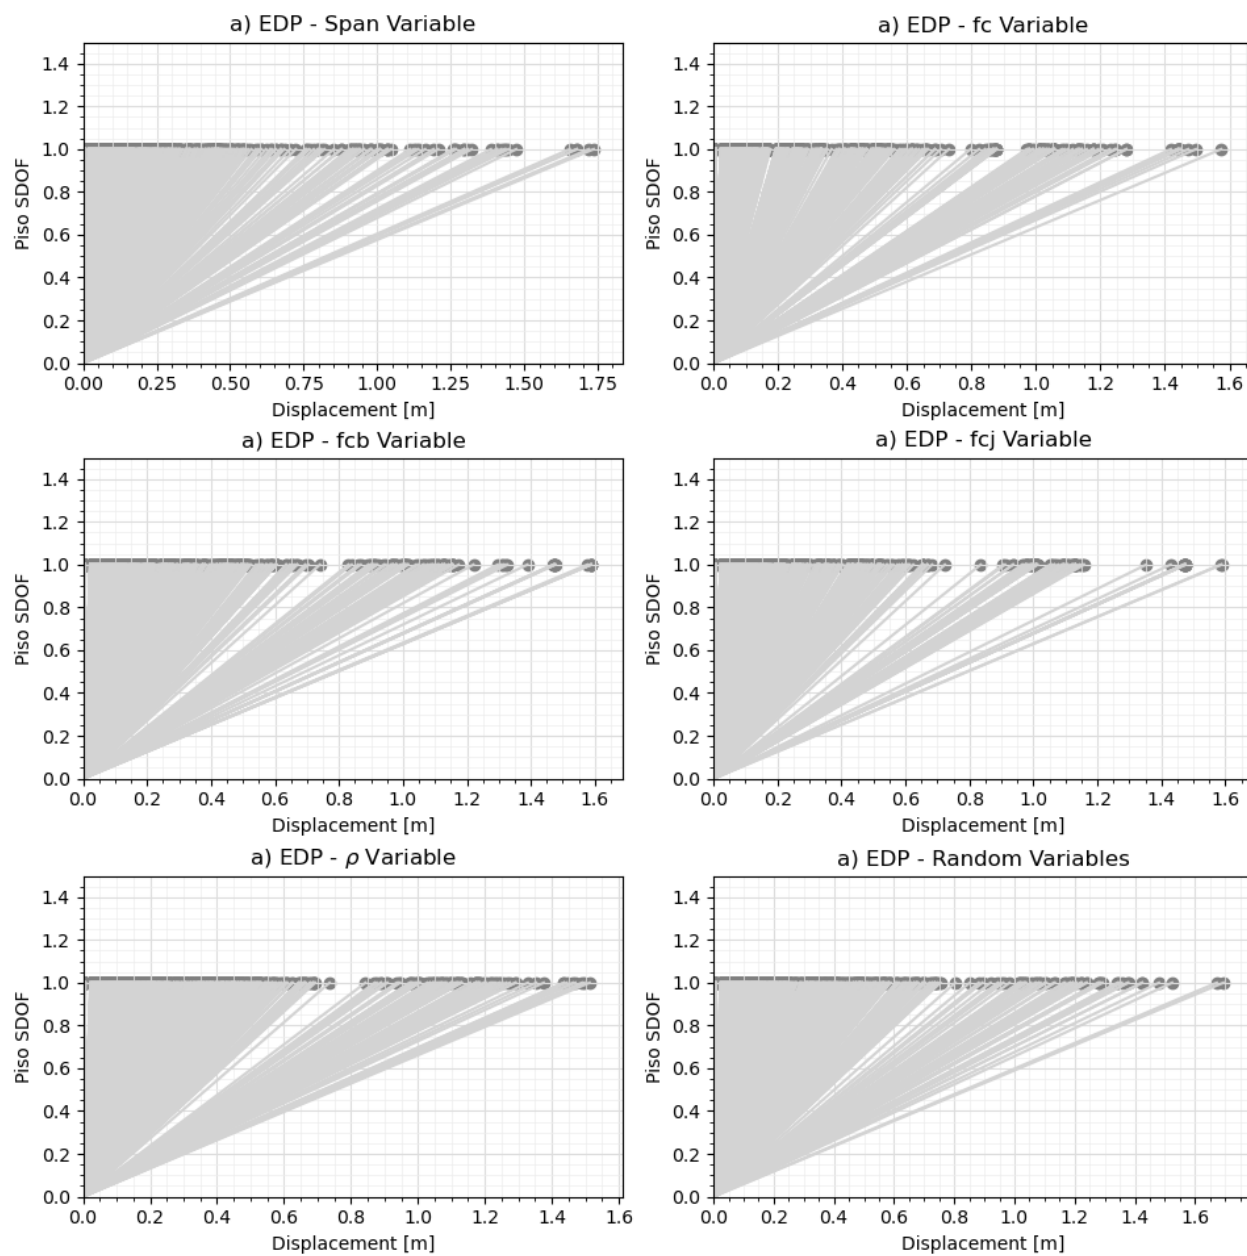 a) EDP - Span Variable
1.4
1.2
1.0
0.8
0.6
0.4
0.2
0.0
Piso SDOF
0.00 0.25 0.50 0.75 1.00 1.25 1.50 1.75
Displacement [m]
a) EDP - fc Variable
1.4
1.2
1.0
0.8
0.6
0.4
0.2
0.0
Piso SDOF
0.0 0.2 0.4 0.6 0.8 1.0 1.2 1.4 1.6
Displacement [m]
a) EDP - fcb Variable
1.4
1.2
1.0
0.8
0.6
0.4
0.2
0.0
Piso SDOF
0.0 0.2 0.4 0.6 0.8 1.0 1.2 1.4 1.6
Displacement [m]
a) EDP - fcj Variable
1.4
1.2
1.0
0.8
0.6
0.4
0.2
0.0
Piso SDOF
0.0 0.2 0.4 0.6 0.8 1.0 1.2 1.4 1.6
Displacement [m]
a) EDP - ρ Variable
1.4
1.2
1.0
0.8
0.6
0.4
0.2
0.0
Piso SDOF
0.0 0.2 0.4 0.6 0.8 1.0 1.2 1.4 1.6
Displacement [m]
a) EDP - Random Variables
1.4
1.2
1.0
0.8
0.6
0.4
0.2
0.0
Piso SDOF
0.0 0.2 0.4 0.6 0.8 1.0 1.2 1.4 1.6
Displacement [m]